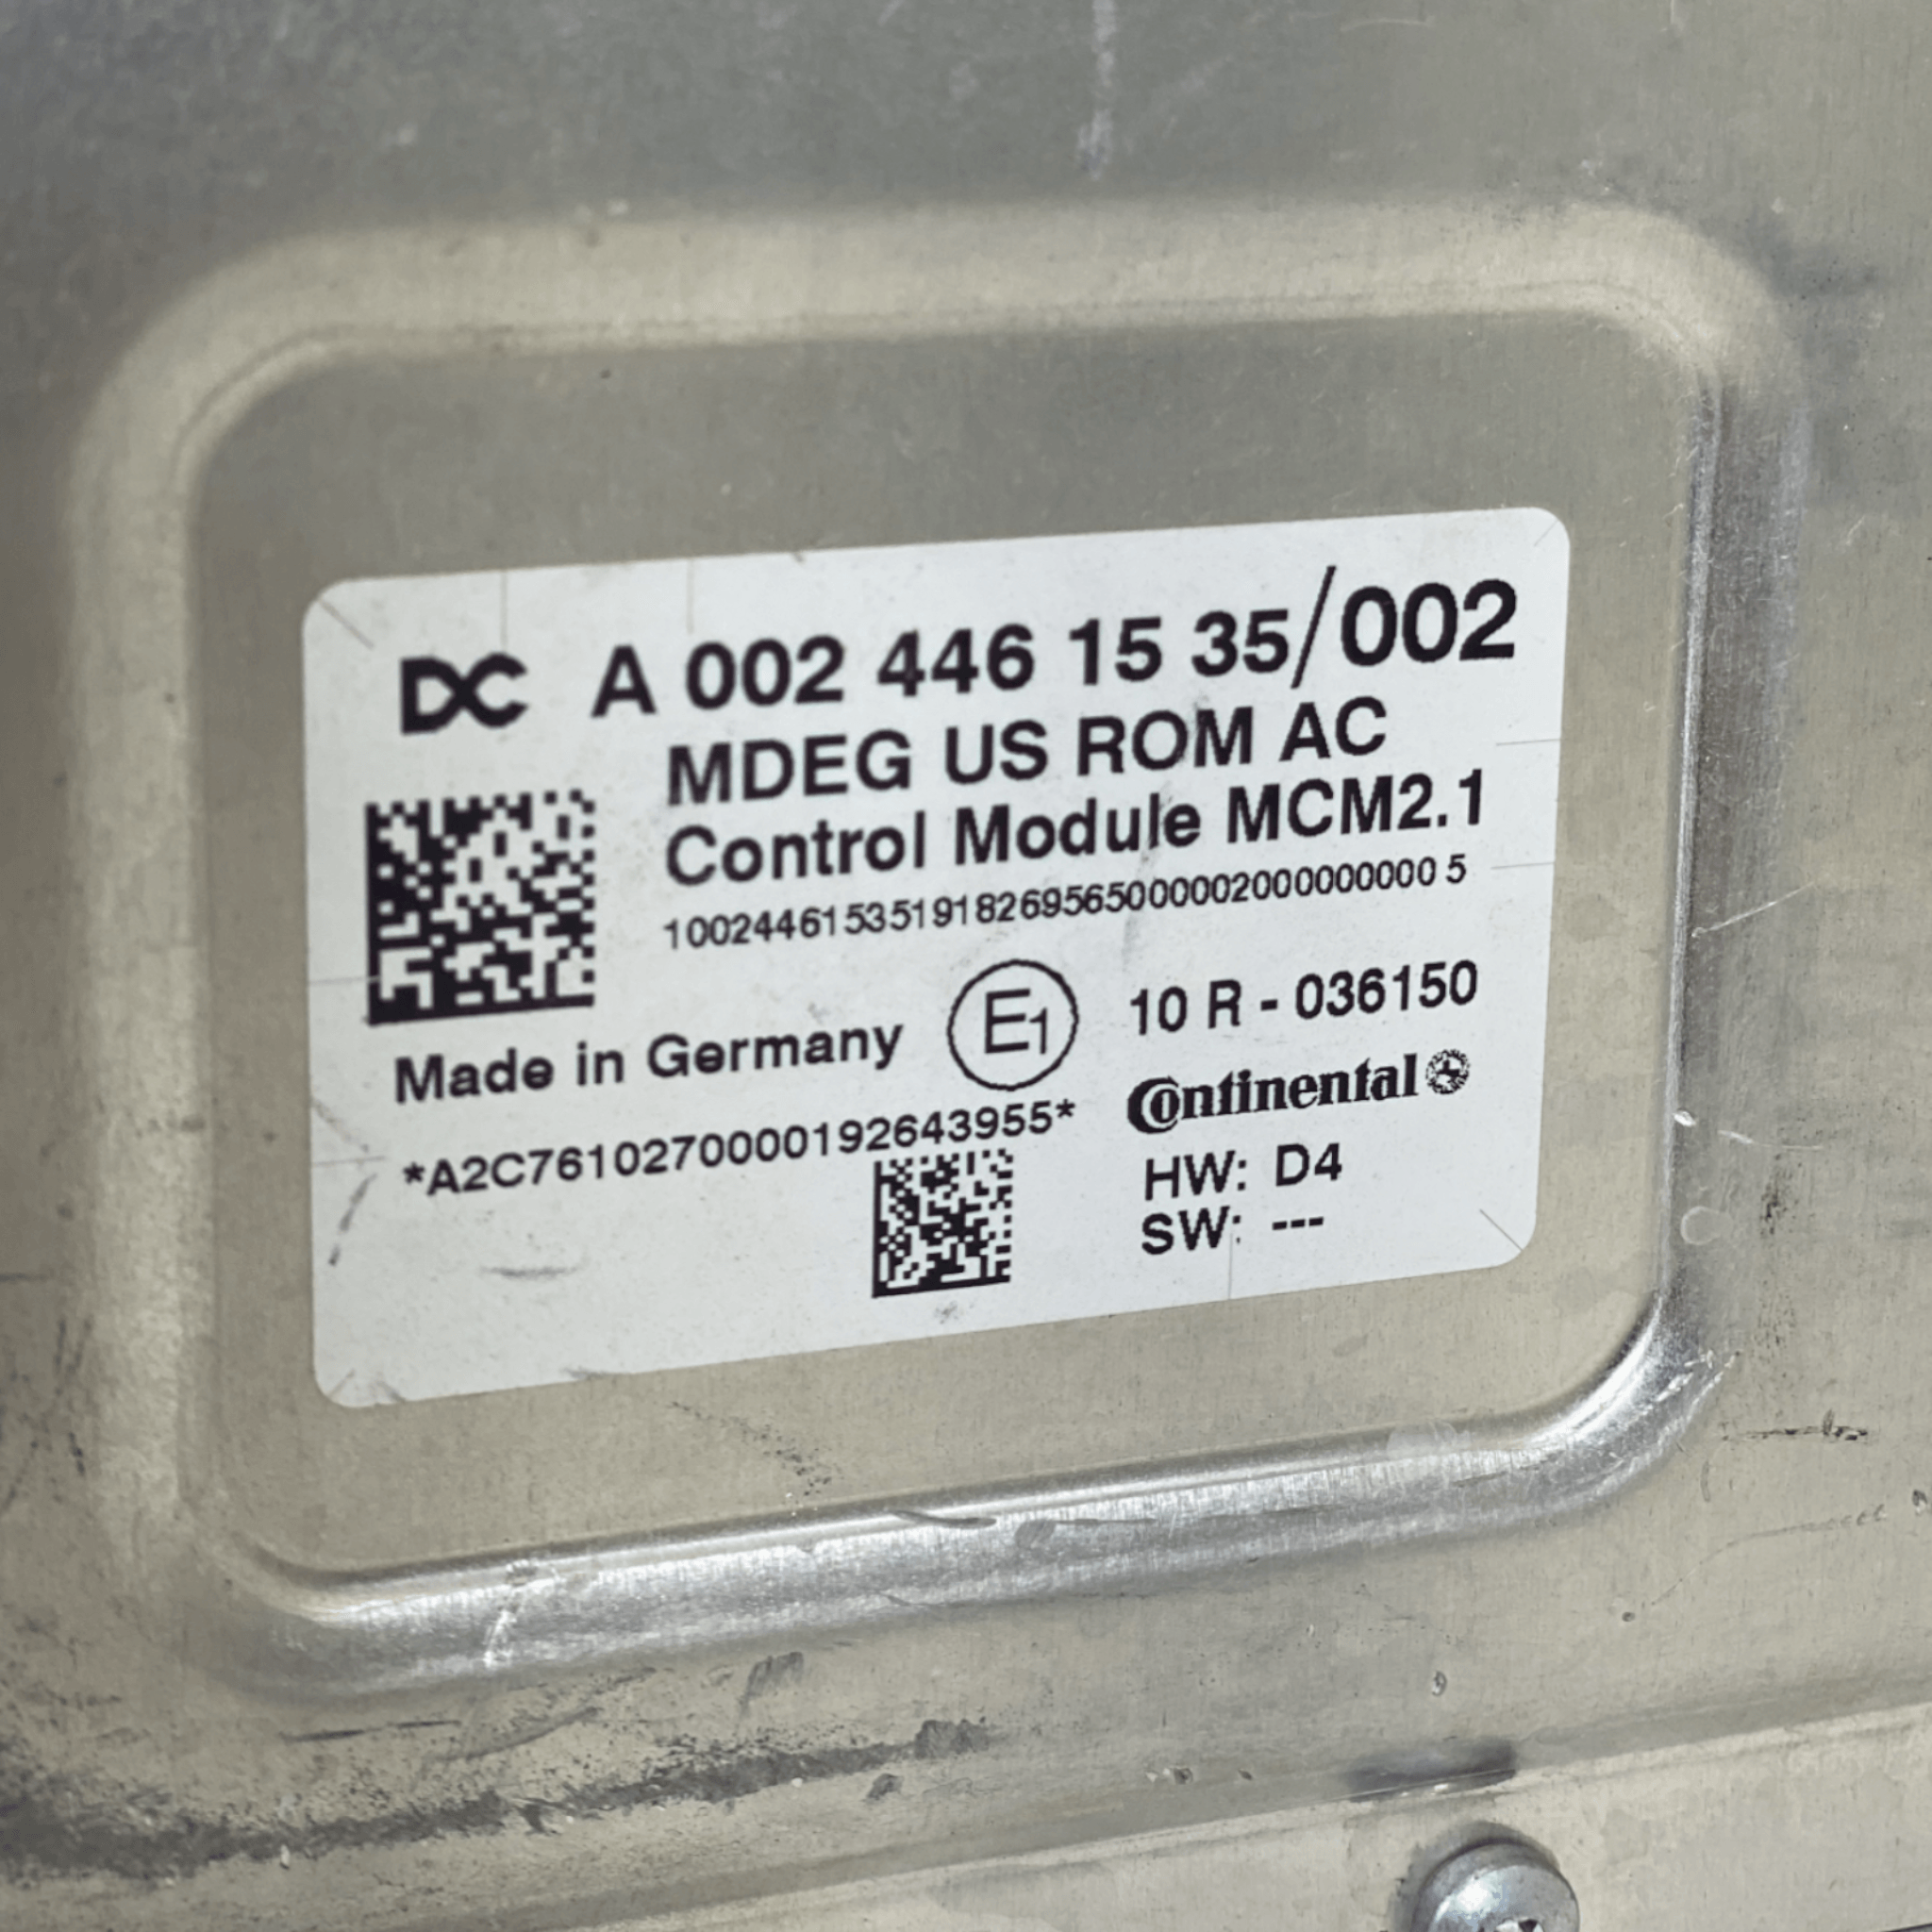 DC A 002 446 15 35/002
MDEG US ROM AC
Control Module MCM2.1
100244615351918269565000002000000000 5
Made in Germany E1 10 R - 036150
Continental
*A2C7610270000192643955*
HW: D4
SW: ---